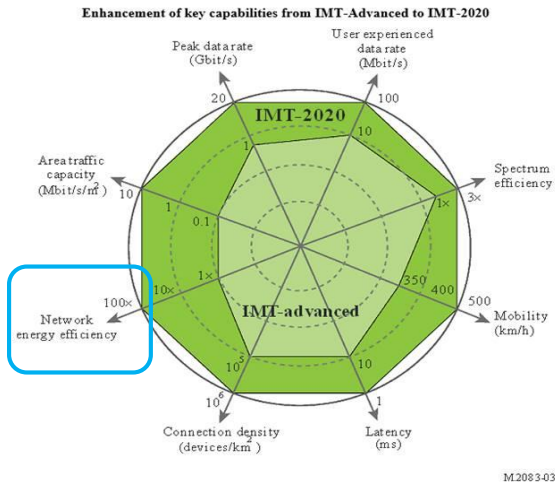 Enhancement of key capabilities from IMT-Advanced to IMT-2020
Peak data rate
(Gbit/s)
User experienced
data rate
(Mbit/s)
20
100
IMT-2020
1
10
Area traffic
capacity
(Mbit/s/m²)
10
1
0.1
Spectrum
efficiency
1×
3×
Network
energy efficiency
100×
10×
1×
IMT-advanced
350
400
500
Mobility
(km/h)
10⁵
10⁶
10
1
Connection density
(devices/km²)
Latency
(ms)
M.2083-03